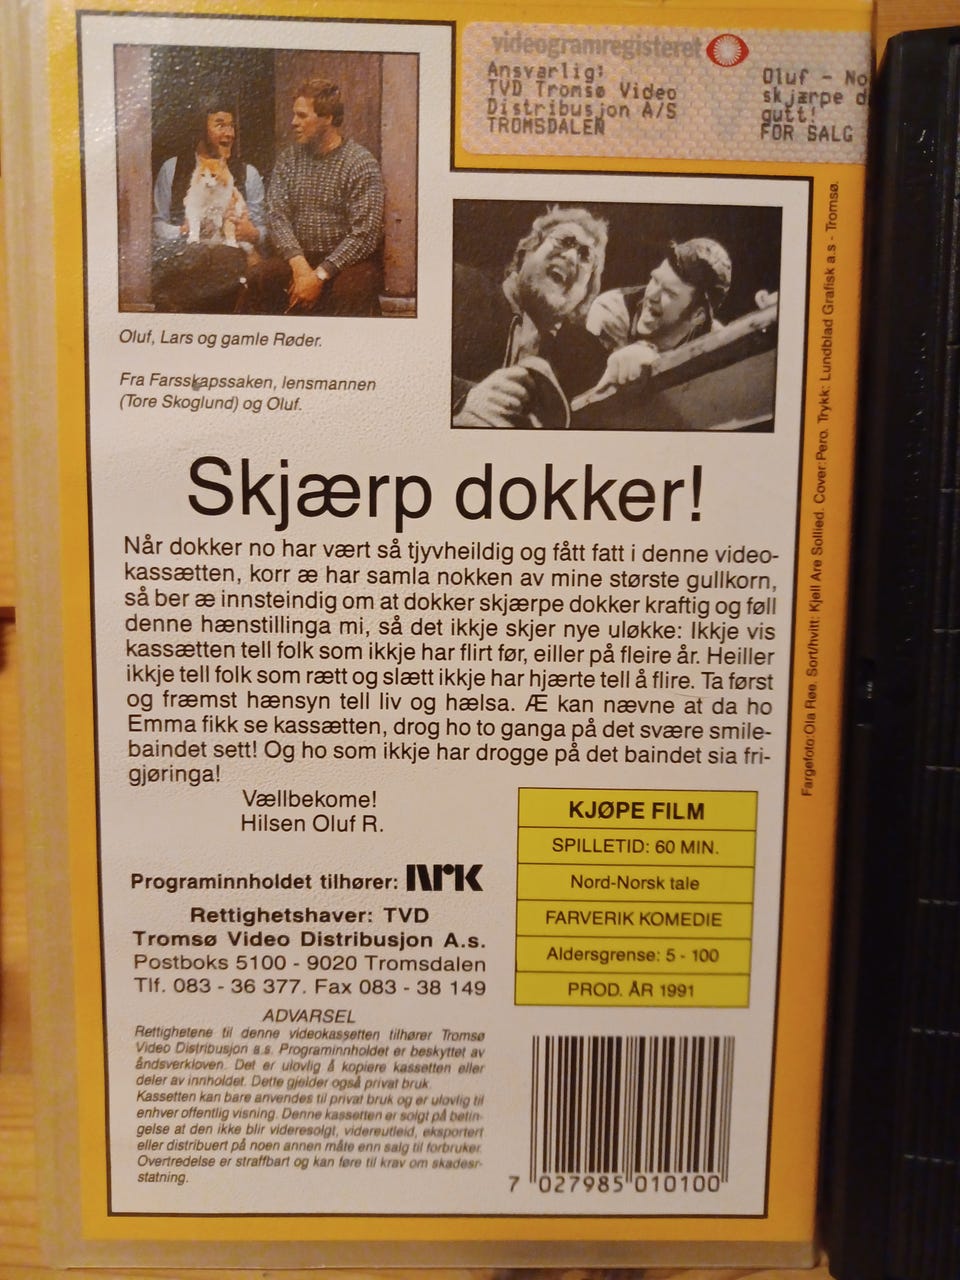 videogramregisteret
Ansvarlig:
TVD Tromsø Video
Distribusjon A/S
TROMSDALEN
Oluf - No
skjærpe d
gutt!
FOR SALG
Oluf, Lars og gamle Røder.
Fra Farsskapssaken, lensmannen
(Tore Skoglund) og Oluf.
Fargefoto:Ola Røe. Sort/hvitt: Kjell Are Sollied. Cover:Pero. Trykk: Lundblad Grafisk a.s - Tromsø.
Skjærp dokker!
Når dokker no har vært så tjyvheildig og fått fatt i denne video-
kassætten, korr æ har samla nokken av mine største gullkorn,
så ber æ innsteindig om at dokker skjærpe dokker kraftig og føll
denne hænstillinga mi, så det ikkje skjer nye uløkke: Ikkje vis
kassætten tell folk som ikkje har flirt før, eiller på fleire år. Heiller
ikkje tell folk som rætt og slætt ikkje har hjærte tell å flire. Ta først
og fræmst hænsyn tell liv og hælsa. Æ kan nævne at da ho
Emma fikk se kassætten, drog ho to ganga på det svære smile-
baindet sett! Og ho som ikkje har drogge på det baindet sia fri-
gjøringa!
Vællbekome!
Hilsen Oluf R.
Programinnholdet tilhører: NRK
Rettighetshaver: TVD
Tromsø Video Distribusjon A.s.
Postboks 5100 - 9020 Tromsdalen
Tlf. 083 - 36 377. Fax 083 - 38 149
KJØPE FILM
SPILLETID: 60 MIN.
Nord-Norsk tale
FARVERIK KOMEDIE
Aldersgrense: 5 - 100
PROD. ÅR 1991
ADVARSEL
Rettighetene til denne videokassetten tilhører Tromsø
Video Distribusjon a.s. Programinnholdet er beskyttet av
åndsverkloven. Det er ulovlig å kopiere kassetten eller
deler av innholdet. Dette gjelder også privat bruk.
Kassetten kan bare anvendes til privat bruk og er ulovlig til
enhver offentlig visning. Denne kassetten er solgt på betin-
gelse at den ikke blir videresolgt, videreutleid, eksportert
eller distribuert på noen annen måte enn salg til forbruker.
Overtredelse er straffbart og kan føre til krav om skadeser-
statning.
7 027985 010100